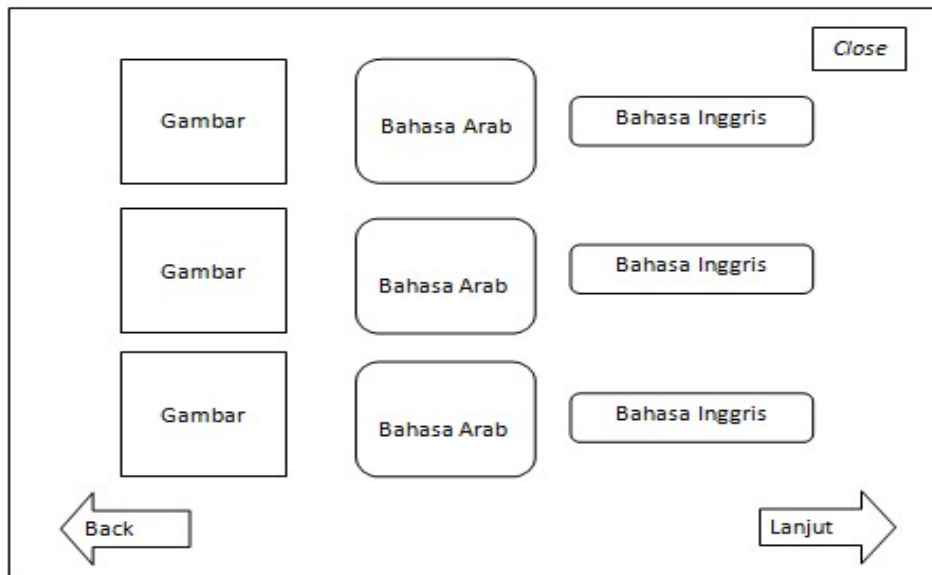 Close
Gambar
Bahasa Arab
Bahasa Inggris
Gambar
Bahasa Arab
Bahasa Inggris
Gambar
Bahasa Arab
Bahasa Inggris
Back
Lanjut